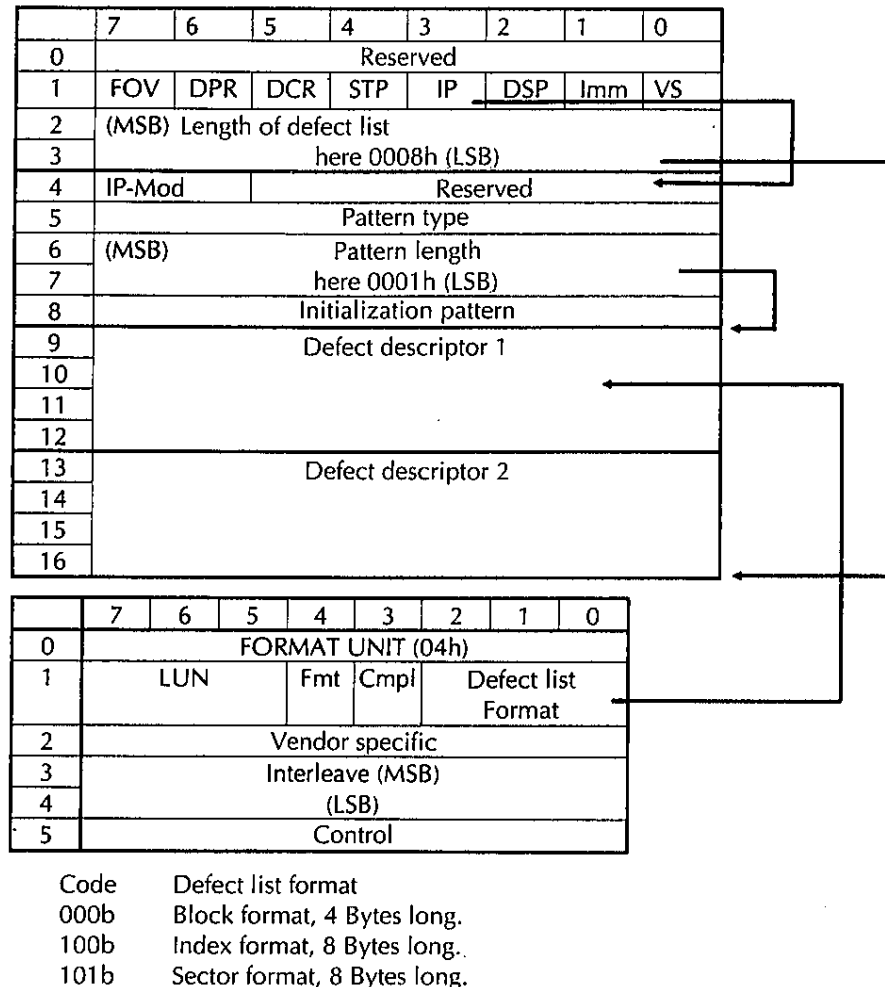 7 6 5 4 3 2 1 0
0 Reserved
1 FOV DPR DCR STP IP DSP Imm VS
2 (MSB) Length of defect list
3 here 0008h (LSB)
4 IP-Mod Reserved
5 Pattern type
6 (MSB) Pattern length
7 here 0001h (LSB)
8 Initialization pattern
9 Defect descriptor 1
10
11
12
13 Defect descriptor 2
14
15
16
7 6 5 4 3 2 1 0
0 FORMAT UNIT (04h)
1 LUN Fmt Cmpl Defect list
Format
2 Vendor specific
3 Interleave (MSB)
4 (LSB)
5 Control
Code Defect list format
000b Block format, 4 Bytes long.
100b Index format, 8 Bytes long.
101b Sector format, 8 Bytes long.